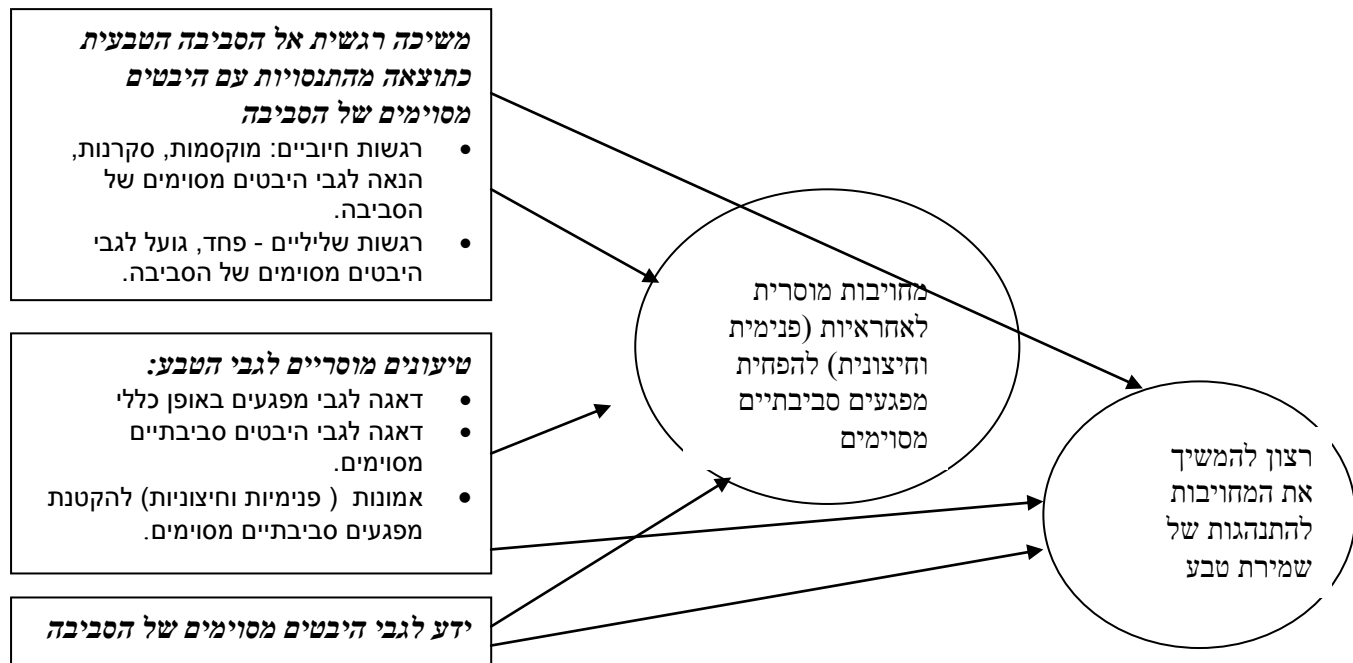 משיכה רגשית אל הסביבה הטבעית
כתוצאה מהתנסויות עם היבטים
מסוימים של הסביבה
• רגשות חיוביים: מוקסמות, סקרנות,
הנאה לגבי היבטים מסוימים של
הסביבה.
• רגשות שליליים - פחד, גועל לגבי
היבטים מסוימים של הסביבה.
טיעונים מוסריים לגבי הטבע:
• דאגה לגבי מפגעים באופן כללי
• דאגה לגבי היבטים סביבתיים
מסוימים.
• אמונות ( פנימיות וחיצוניות) להקטנת
מפגעים סביבתיים מסוימים.
ידע לגבי היבטים מסוימים של הסביבה
מחויבות מוסרית
לאחראיות (פנימית
וחיצונית) להפחית
מפגעים סביבתיים
מסוימים
רצון להמשיך
את המחויבות
להתנהגות של
שמירת טבע